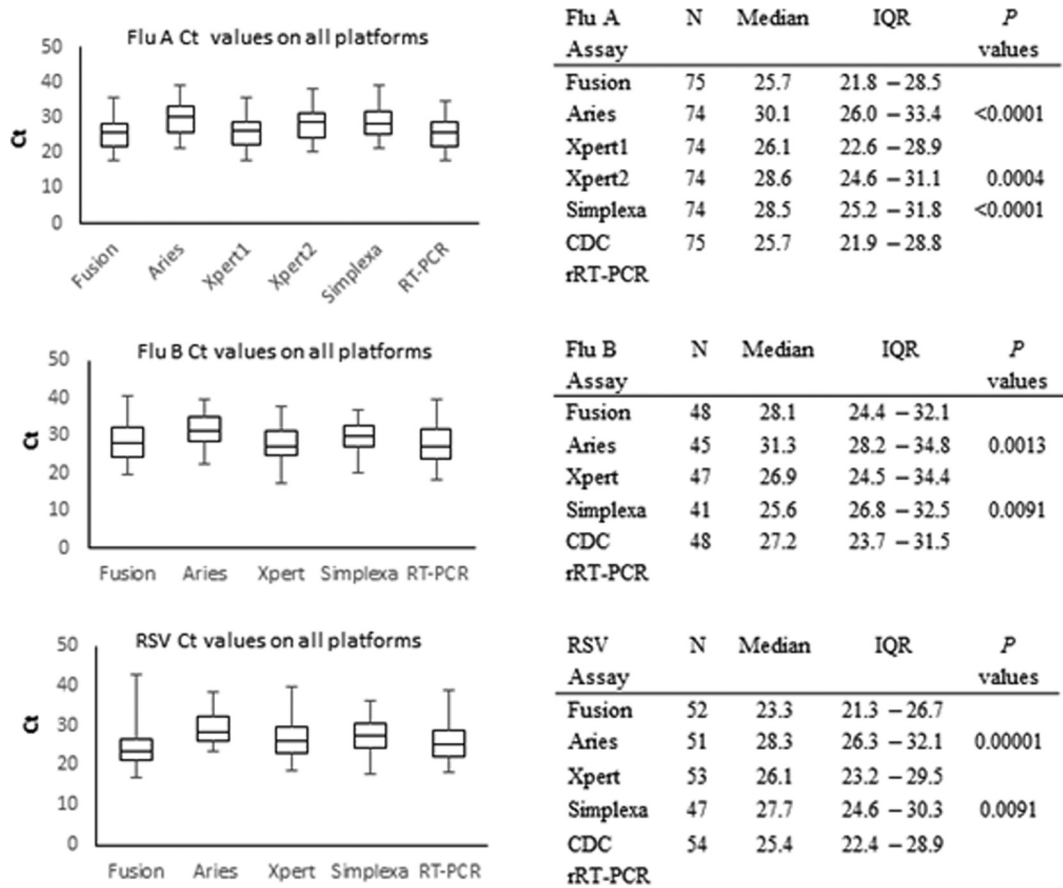 Flu A Ct values on all platforms
50
40
30
20
10
0
Ct
Fusion
Aries
Xpert1
Xpert2
Simplexa
RT-PCR
Flu A N Median IQR P
Assay values
Fusion 75 25.7 21.8 – 28.5
Aries 74 30.1 26.0 – 33.4 <0.0001
Xpert1 74 26.1 22.6 – 28.9
Xpert2 74 28.6 24.6 – 31.1 0.0004
Simplexa 74 28.5 25.2 – 31.8 <0.0001
CDC 75 25.7 21.9 – 28.8
rRT-PCR
Flu B Ct values on all platforms
50
40
30
20
10
0
Ct
Fusion Aries Xpert Simplexa RT-PCR
Flu B N Median IQR P
Assay values
Fusion 48 28.1 24.4 – 32.1
Aries 45 31.3 28.2 – 34.8 0.0013
Xpert 47 26.9 24.5 – 34.4
Simplexa 41 25.6 26.8 – 32.5 0.0091
CDC 48 27.2 23.7 – 31.5
rRT-PCR
RSV Ct values on all platforms
50
40
30
20
10
0
Ct
Fusion Aries Xpert Simplexa RT-PCR
RSV N Median IQR P
Assay values
Fusion 52 23.3 21.3 – 26.7
Aries 51 28.3 26.3 – 32.1 0.00001
Xpert 53 26.1 23.2 – 29.5
Simplexa 47 27.7 24.6 – 30.3 0.0091
CDC 54 25.4 22.4 – 28.9
rRT-PCR